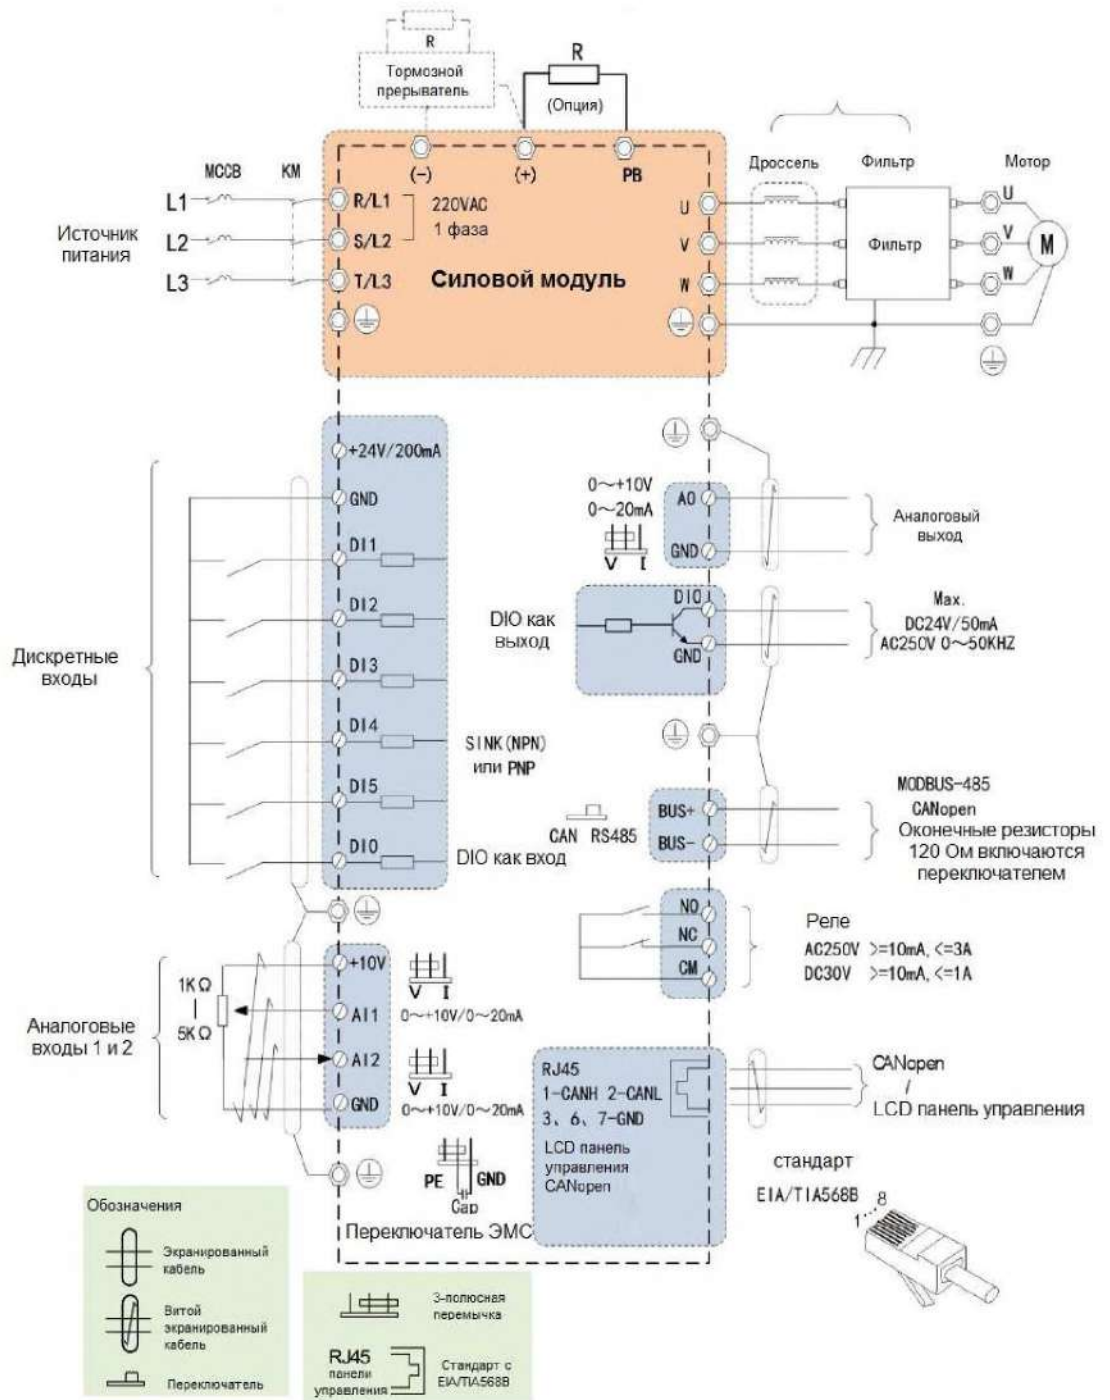 R
Тормозной
прерыватель
R
(Опция)
(-)
(+)
PB
Дроссель
Фильтр
Мотор
MCCB
KM
Источник
питания
L1
L2
L3
R/L1
S/L2
T/L3
220VAC
1 фаза
Силовой модуль
U
V
W
Фильтр
U
V
W
M
+24V/200mA
GND
DI1
DI2
DI3
DI4
DI5
DIO
Дискретные
входы
SINK(NPN)
или PNP
DIO как вход
0～+10V
0～20mA
V I
AO
GND
Аналоговый
выход
DIO как
выход
DIO
GND
Max.
DC24V/50mA
AC250V 0～50KHZ
CAN RS485
BUS+
BUS-
MODBUS-485
CANopen
Оконечные резисторы
120 Ом включаются
переключателем
NO
NC
CM
Реле
AC250V >=10mA, <=3A
DC30V >=10mA, <=1A
Аналоговые
входы 1 и 2
1KΩ
5KΩ
+10V
AI1
AI2
GND
V I
0～+10V/0～20mA
V I
0～+10V/0～20mA
PE GND
Cap
Переключатель ЭМС
RJ45
1-CANH 2-CANL
3、6、7-GND
LCD панель
управления
CANopen
CANopen
/
LCD панель управления
стандарт
EIA/TIA568B
1...8
Обозначения
Экранированный
кабель
Витой
экранированный
кабель
Переключатель
3-полюсная
перемычка
RJ45
панели
управления
Стандарт с
EIA/TIA568B